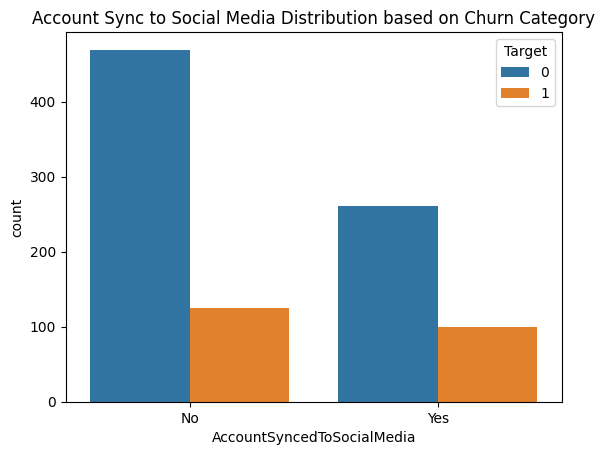 Account Sync to Social Media Distribution based on Churn Category
Target
0
1
count
400
300
200
100
0
No
Yes
AccountSyncedToSocialMedia